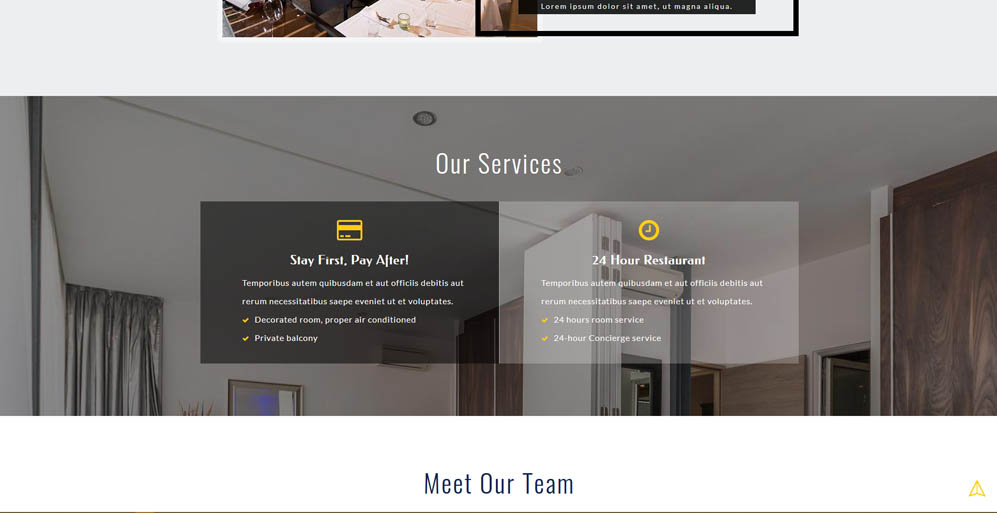 Lorem ipsum dolor sit amet, ut magna aliqua.
Our Services
Stay First, Pay After!
Temporibus autem quibusdam et aut officiis debitis aut
rerum necessitatibus saepe eveniet ut et voluptates.
Decorated room, proper air conditioned
Private balcony
24 Hour Restaurant
Temporibus autem quibusdam et aut officiis debitis aut
rerum necessitatibus saepe eveniet ut et voluptates.
24 hours room service
24-hour Concierge service
Meet Our Team